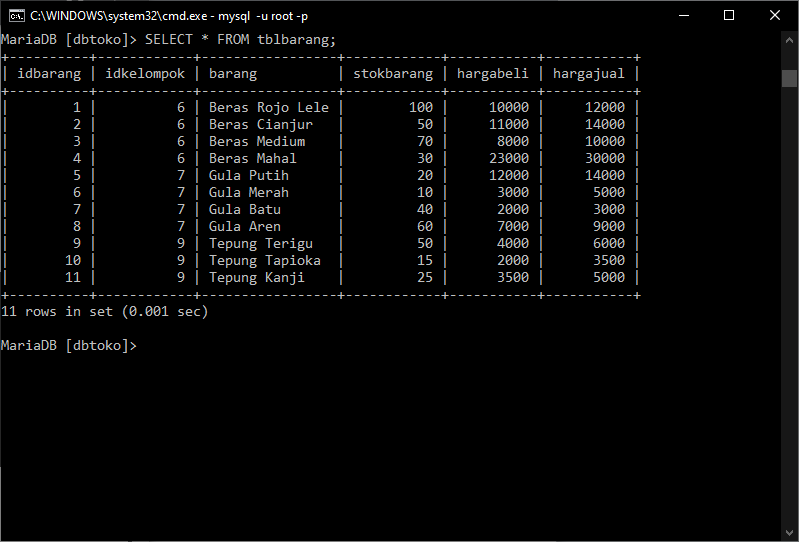 C:\WINDOWS\system32\cmd.exe - mysql  -u root -p
MariaDB [dbtoko]> SELECT * FROM tblbarang;
+----------+------------+-----------------+------------+-----------+-----------+
| idbarang | idkelompok | barang          | stokbarang | hargabeli | hargajual |
+----------+------------+-----------------+------------+-----------+-----------+
|        1 |          6 | Beras Rojo Lele |        100 |     10000 |     12000 |
|        2 |          6 | Beras Cianjur   |         50 |     11000 |     14000 |
|        3 |          6 | Beras Medium    |         70 |      8000 |     10000 |
|        4 |          6 | Beras Mahal     |         30 |     23000 |     30000 |
|        5 |          7 | Gula Putih      |         20 |     12000 |     14000 |
|        6 |          7 | Gula Merah      |         10 |      3000 |      5000 |
|        7 |          7 | Gula Batu       |         40 |      2000 |      3000 |
|        8 |          7 | Gula Aren       |         60 |      7000 |      9000 |
|        9 |          9 | Tepung Terigu   |         50 |      4000 |      6000 |
|       10 |          9 | Tepung Tapioka  |         15 |      2000 |      3500 |
|       11 |          9 | Tepung Kanji    |         25 |      3500 |      5000 |
+----------+------------+-----------------+------------+-----------+-----------+
11 rows in set (0.001 sec)
MariaDB [dbtoko]>